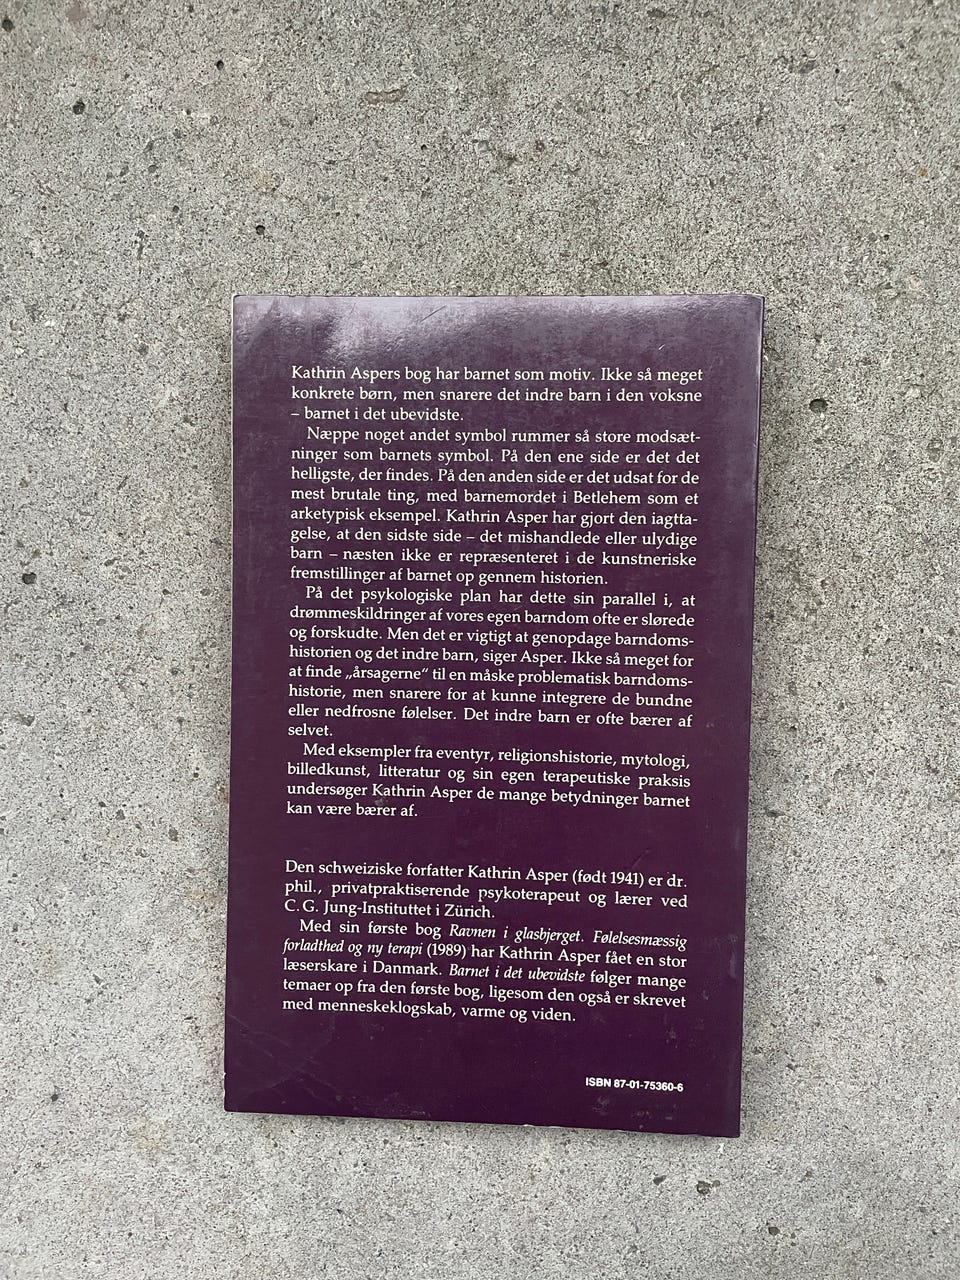 Kathrin Aspers bog har barnet som motiv. Ikke så meget
konkrete børn, men snarere det indre barn i den voksne
– barnet i det ubevidste.
Næppe noget andet symbol rummer så store modsæt-
ninger som barnets symbol. På den ene side er det det
helligste, der findes. På den anden side er det udsat for de
mest brutale ting, med barnemordet i Betlehem som et
arketypisk eksempel. Kathrin Asper har gjort den iagtta-
gelse, at den sidste side – det mishandlede eller ulydige
barn – næsten ikke er repræsenteret i de kunstneriske
fremstillinger af barnet op gennem historien.
På det psykologiske plan har dette sin parallel i, at
drømmeskildringer af vores egen barndom ofte er slørede
og forskudte. Men det er vigtigt at genopdage barndoms-
historien og det indre barn, siger Asper. Ikke så meget for
at finde „årsagerne“ til en måske problematisk barndoms-
historie, men snarere for at kunne integrere de bundne
eller nedfrosne følelser. Det indre barn er ofte bærer af
selvet.
Med eksempler fra eventyr, religionshistorie, mytologi,
billedkunst, litteratur og sin egen terapeutiske praksis
undersøger Kathrin Asper de mange betydninger barnet
kan være bærer af.
Den schweiziske forfatter Kathrin Asper (født 1941) er dr.
phil., privatpraktiserende psykoterapeut og lærer ved
C. G. Jung-Instituttet i Zürich.
Med sin første bog Ravnen i glasbjerget. Følelsesmæssig
forladthed og ny terapi (1989) har Kathrin Asper fået en stor
læserskare i Danmark. Barnet i det ubevidste følger mange
temaer op fra den første bog, ligesom den også er skrevet
med menneskeklogskab, varme og viden.
ISBN 87-01-75360-6